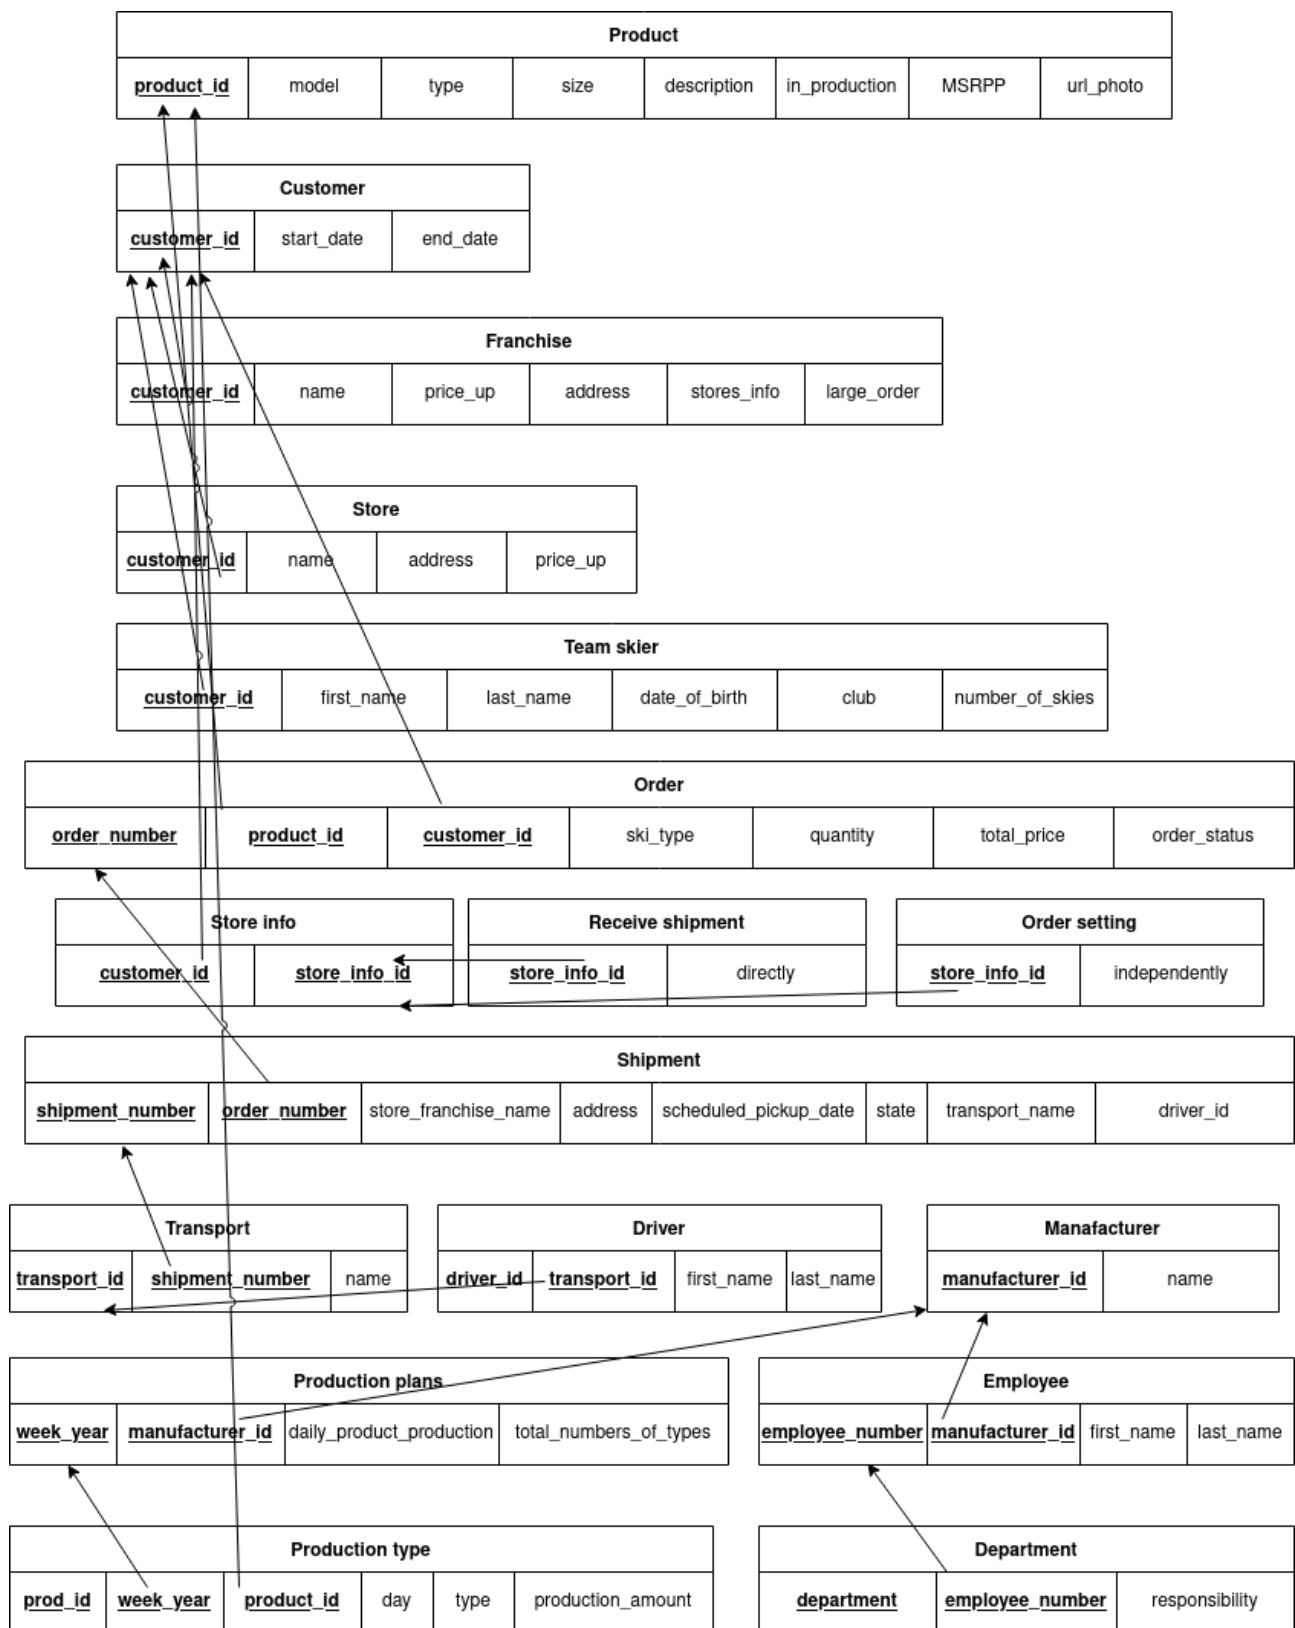 Product
product_id model type size description in_production MSRPP url_photo
Customer
customer_id start_date end_date
Franchise
customer_id name price_up address stores_info large_order
Store
customer_id name address price_up
Team skier
customer_id first_name last_name date_of_birth club number_of_skies
Order
order_number product_id customer_id ski_type quantity total_price order_status
Store info Receive shipment Order setting
customer_id store_info_id store_info_id directly store_info_id independently
Shipment
shipment_number order_number store_franchise_name address scheduled_pickup_date state transport_name driver_id
Transport Driver Manafacturer
transport_id shipment_number name driver_id transport_id first_name last_name manufacturer_id name
Production plans Employee
week_year manufacturer_id daily_product_production total_numbers_of_types employee_number manufacturer_id first_name last_name
Production type Department
prod_id week_year product_id day type production_amount department employee_number responsibility